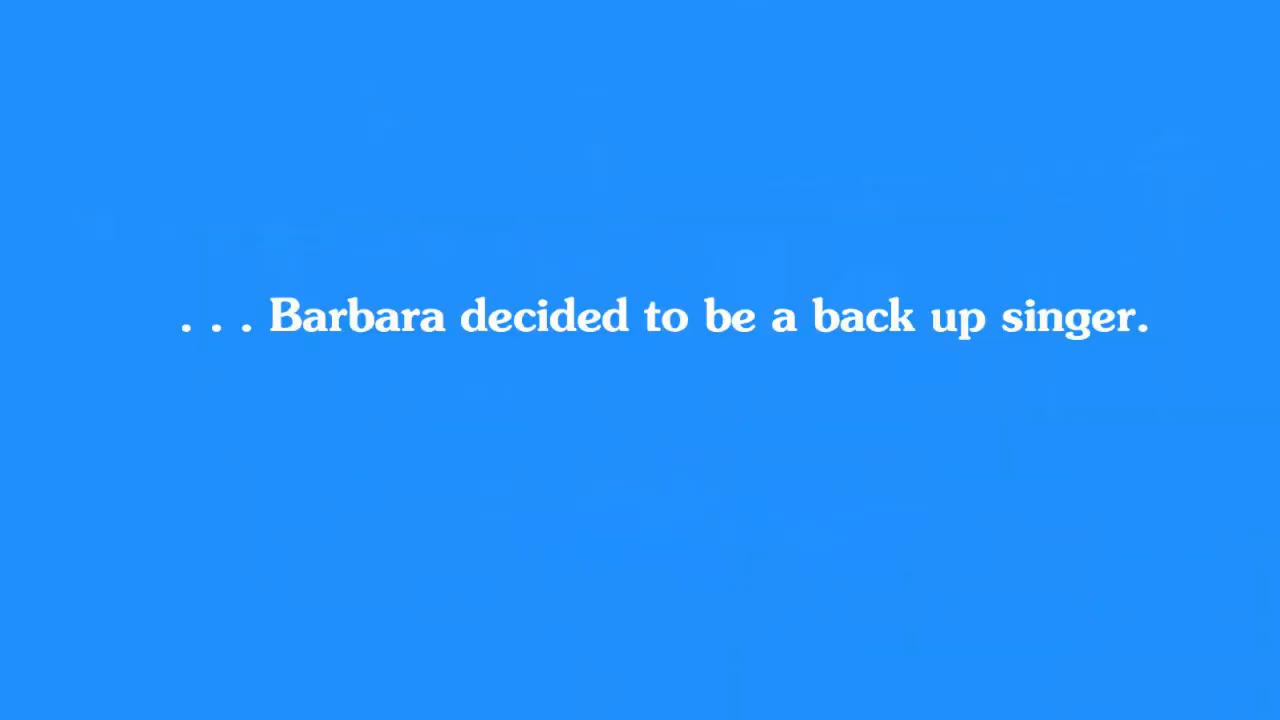 . . . Barbara decided to be a back up singer.